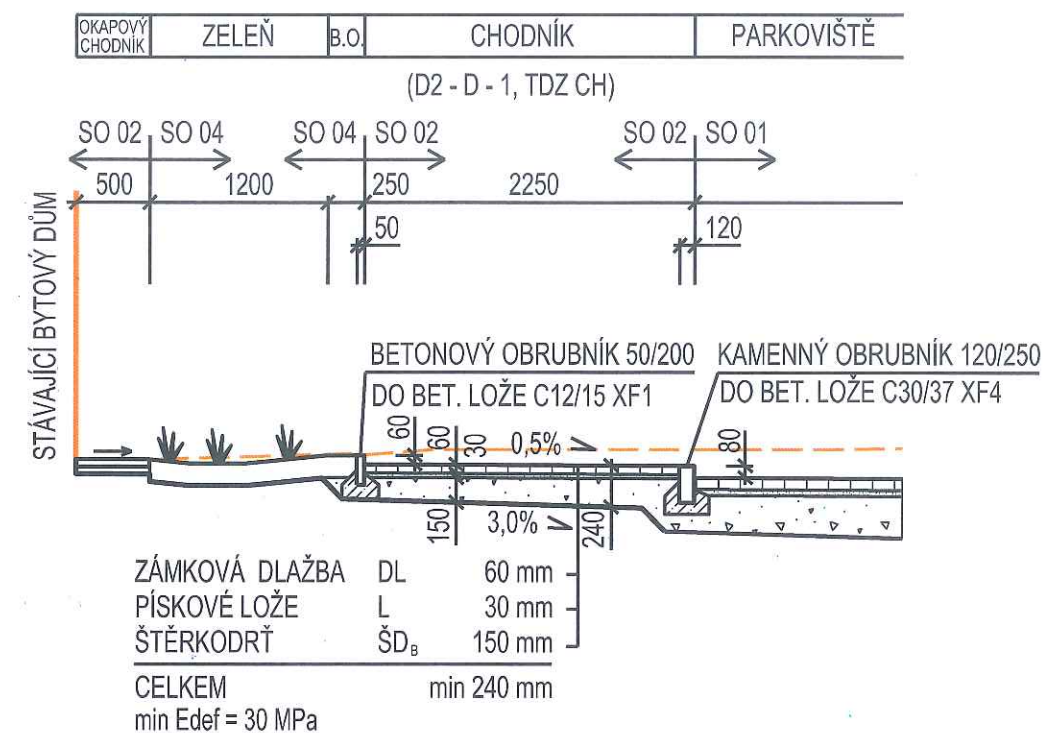 OKAPOVÝ
CHODNÍK
ZELEŇ
B.O.
CHODNÍK
PARKOVIŠTĚ
(D2 - D - 1, TDZ CH)
SO 02
SO 04
SO 04
SO 02
SO 02
SO 01
500
1200
250
2250
50
120
STÁVAJÍCÍ BYTOVÝ DŮM
BETONOVÝ OBRUBNÍK 50/200
DO BET. LOŽE C12/15 XF1
KAMENNÝ OBRUBNÍK 120/250
DO BET. LOŽE C30/37 XF4
60
60
30
0,5%
80
150
3,0%
240
ZÁMKOVÁ DLAŽBA DL 60 mm
PÍSKOVÉ LOŽE L 30 mm
ŠTĚRKODRŤ ŠD_B 150 mm
CELKEM min 240 mm
min Edef = 30 MPa